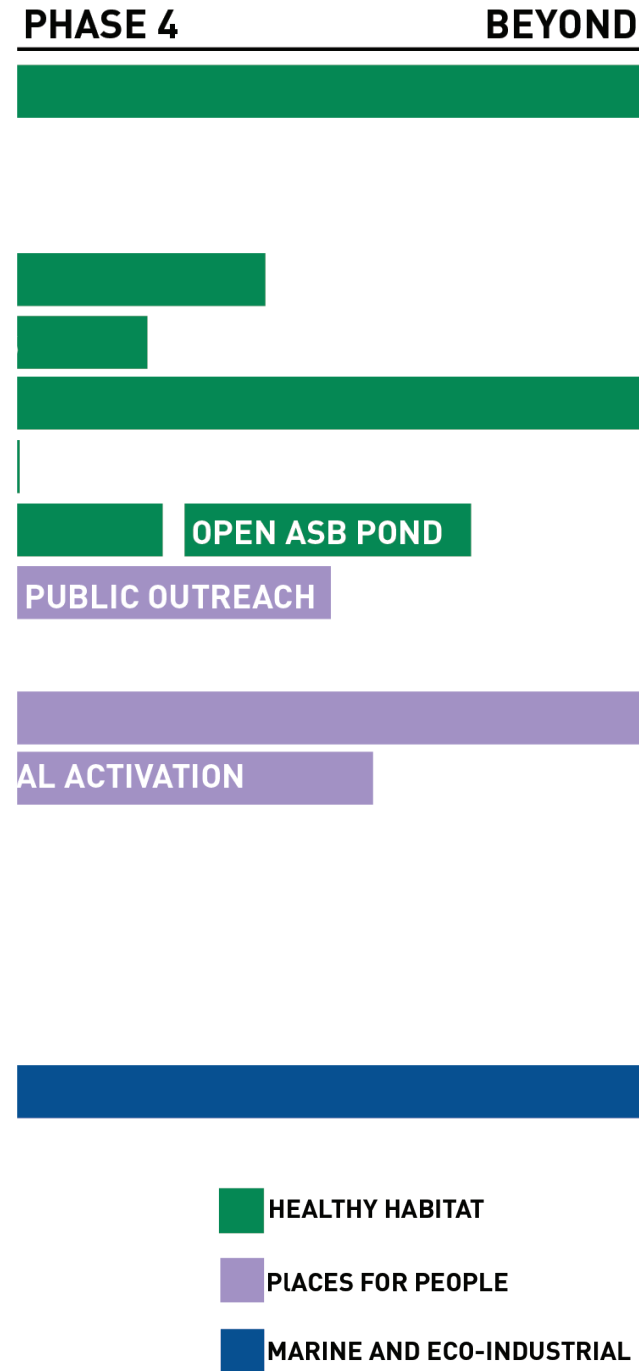 PHASE 4 BEYOND
OPEN ASB POND
PUBLIC OUTREACH
AL ACTIVATION
HEALTHY HABITAT
PlACES FOR PEOPLE
MARINE AND ECO-INDUSTRIAL